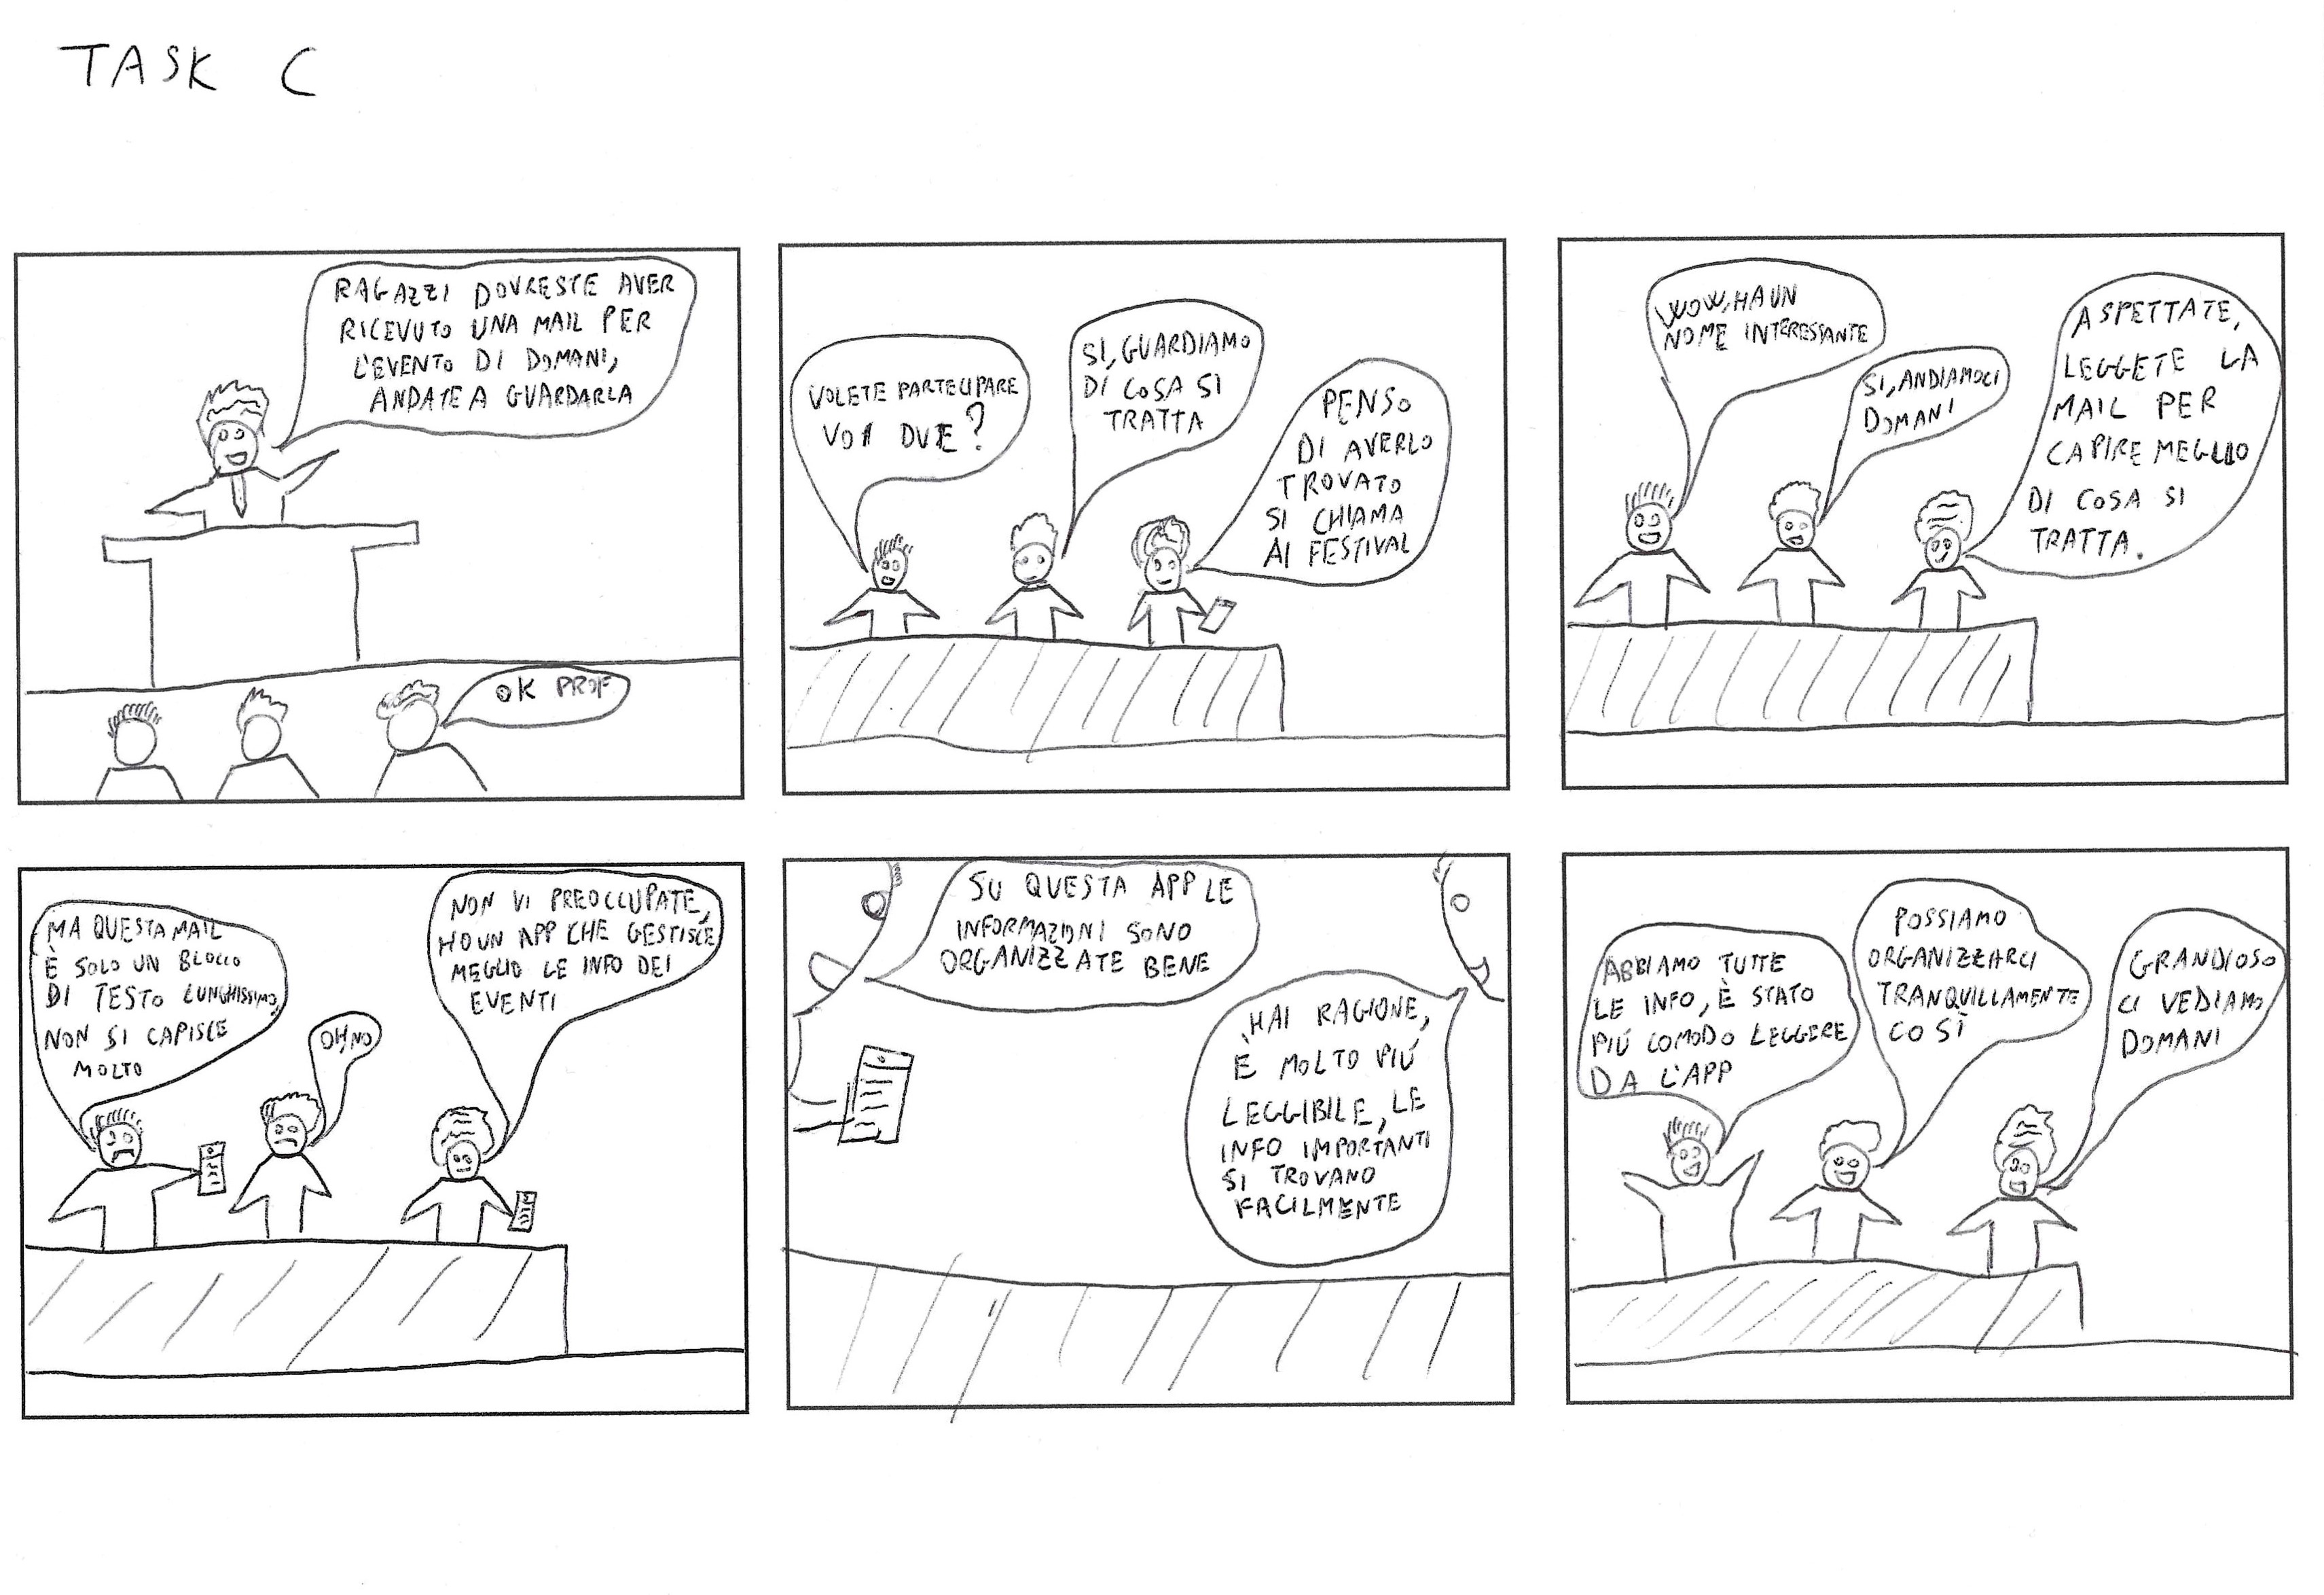 TASK C
RAGAZZI DOVRESTE AVER
RICEVUTO UNA MAIL PER
L'EVENTO DI DOMANI,
ANDATE A GUARDARLA
OK PROF
VOLETE PARTECIPARE
VOI DUE?
SI, GUARDIAMO
DI COSA SI
TRATTA
PENSO
DI AVERLO
TROVATO
SI CHIAMA
AI FESTIVAL
WOW, HA UN
NOME INTERESSANTE
SI, ANDIAMOCI
DOMANI
ASPETTATE,
LEGGETE LA
MAIL PER
CAPIRE MEGLIO
DI COSA SI
TRATTA.
MA QUESTA MAIL
È SOLO UN BLOCCO
DI TESTO LUNGHISSIMO,
NON SI CAPISCE
MOLTO
OH NO
NON VI PREOCCUPATE,
HO UN APP CHE GESTISCE
MEGLIO LE INFO DEI
EVENTI
SU QUESTA APP LE
INFORMAZIONI SONO
ORGANIZZATE BENE
HAI RAGIONE,
È MOLTO PIÚ
LEGGIBILE, LE
INFO IMPORTANTI
SI TROVANO
FACILMENTE
ABBIAMO TUTTE
LE INFO, È STATO
PIÚ COMODO LEGGERE
DA L'APP
POSSIAMO
ORGANIZZARCI
TRANQUILLAMENTE
COSÌ
GRANDIOSO
CI VEDIAMO
DOMANI